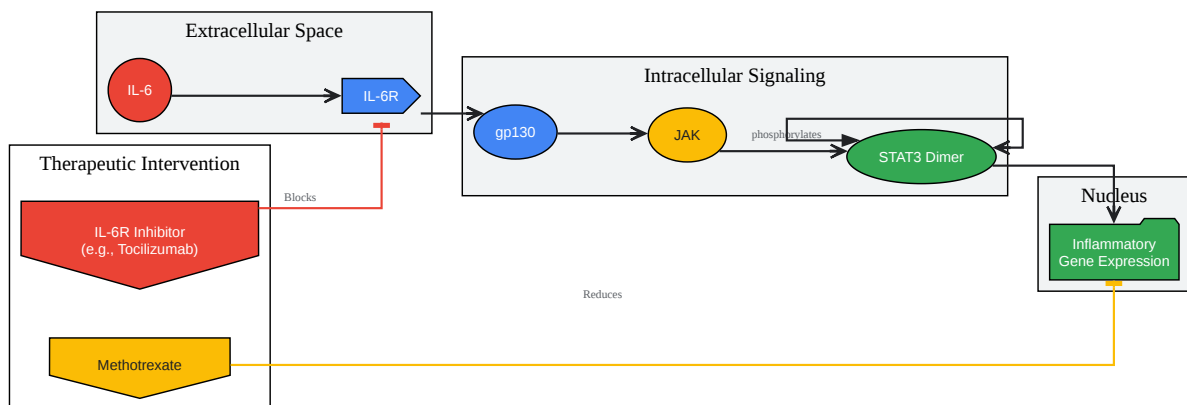 Extracellular Space
IL-6
IL-6R
Intracellular Signaling
gp130
JAK
phosphorylates
STAT3 Dimer
Therapeutic Intervention
IL-6R Inhibitor
(e.g., Tocilizumab)
Blocks
Nucleus
Inflammatory
Gene Expression
Reduces
Methotrexate